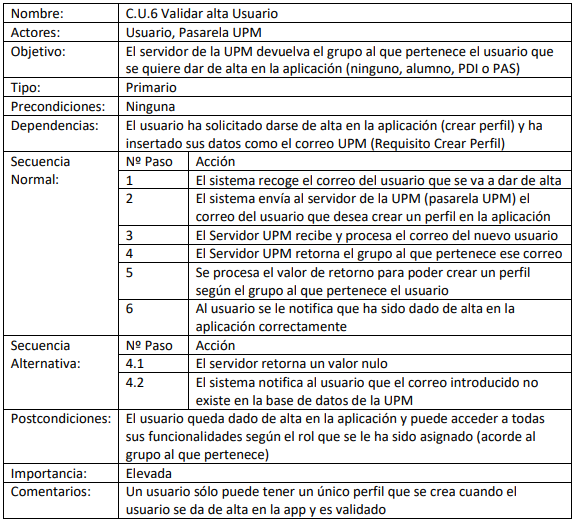 Nombre: C.U.6 Validar alta Usuario
Actores: Usuario, Pasarela UPM
Objetivo: El servidor de la UPM devuelva el grupo al que pertenece el usuario que
se quiere dar de alta en la aplicación (ninguno, alumno, PDI o PAS)
Tipo: Primario
Precondiciones: Ninguna
Dependencias: El usuario ha solicitado darse de alta en la aplicación (crear perfil) y ha
insertado sus datos como el correo UPM (Requisito Crear Perfil)
Secuencia Nº Paso Acción
Normal: 1 El sistema recoge el correo del usuario que se va a dar de alta
2 El sistema envía al servidor de la UPM (pasarela UPM) el
correo del usuario que desea crear un perfil en la aplicación
3 El Servidor UPM recibe y procesa el correo del nuevo usuario
4 El Servidor UPM retorna el grupo al que pertenece ese correo
5 Se procesa el valor de retorno para poder crear un perfil
según el grupo al que pertenece el usuario
6 Al usuario se le notifica que ha sido dado de alta en la
aplicación correctamente
Secuencia Nº Paso Acción
Alternativa: 4.1 El servidor retorna un valor nulo
4.2 El sistema notifica al usuario que el correo introducido no
existe en la base de datos de la UPM
Postcondiciones: El usuario queda dado de alta en la aplicación y puede acceder a todas
sus funcionalidades según el rol que se le ha sido asignado (acorde al
grupo al que pertenece)
Importancia: Elevada
Comentarios: Un usuario sólo puede tener un único perfil que se crea cuando el
usuario se da de alta en la app y es validado